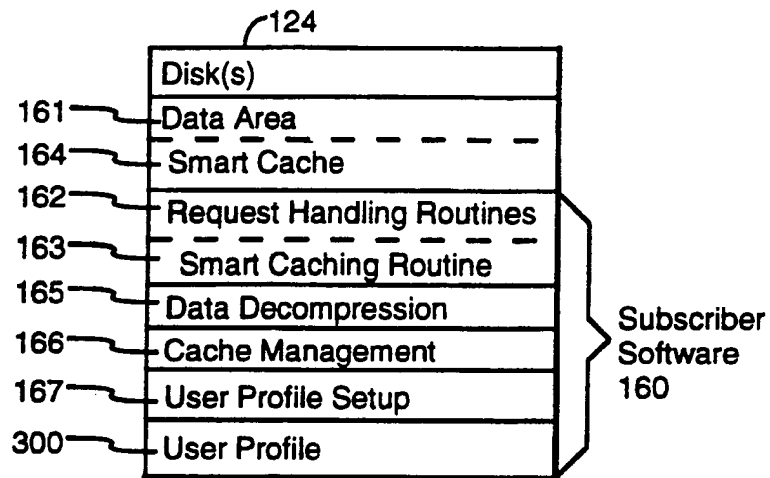 124
Disk(s)
161 Data Area
164 Smart Cache
162 Request Handling Routines
163 Smart Caching Routine
165 Data Decompression
166 Cache Management
167 User Profile Setup
300 User Profile
Subscriber
Software
160